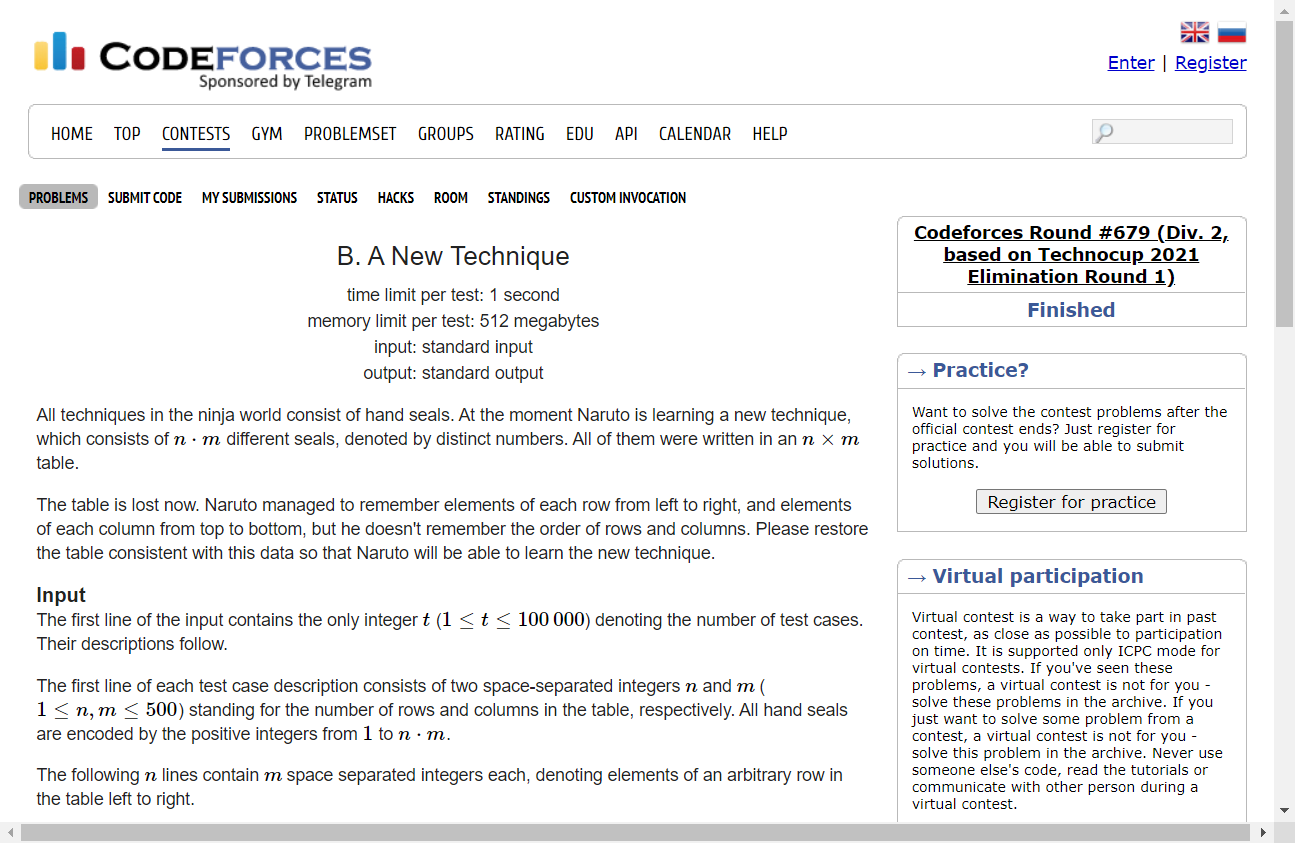 CODEFORCES
Sponsored by Telegram
Enter | Register
HOME TOP CONTESTS GYM PROBLEMSET GROUPS RATING EDU API CALENDAR HELP
PROBLEMS SUBMIT CODE MY SUBMISSIONS STATUS HACKS ROOM STANDINGS CUSTOM INVOCATION
B. A New Technique
time limit per test: 1 second
memory limit per test: 512 megabytes
input: standard input
output: standard output
All techniques in the ninja world consist of hand seals. At the moment Naruto is learning a new technique,
which consists of n · m different seals, denoted by distinct numbers. All of them were written in an n × m
table.
The table is lost now. Naruto managed to remember elements of each row from left to right, and elements
of each column from top to bottom, but he doesn't remember the order of rows and columns. Please restore
the table consistent with this data so that Naruto will be able to learn the new technique.
Input
The first line of the input contains the only integer t (1 ≤ t ≤ 100 000) denoting the number of test cases.
Their descriptions follow.
The first line of each test case description consists of two space-separated integers n and m (
1 ≤ n, m ≤ 500) standing for the number of rows and columns in the table, respectively. All hand seals
are encoded by the positive integers from 1 to n · m.
The following n lines contain m space separated integers each, denoting elements of an arbitrary row in
the table left to right.
Codeforces Round #679 (Div. 2,
based on Technocup 2021
Elimination Round 1)
Finished
→ Practice?
Want to solve the contest problems after the
official contest ends? Just register for
practice and you will be able to submit
solutions.
Register for practice
→ Virtual participation
Virtual contest is a way to take part in past
contest, as close as possible to participation
on time. It is supported only ICPC mode for
virtual contests. If you've seen these
problems, a virtual contest is not for you -
solve these problems in the archive. If you
just want to solve some problem from a
contest, a virtual contest is not for you -
solve this problem in the archive. Never use
someone else's code, read the tutorials or
communicate with other person during a
virtual contest.